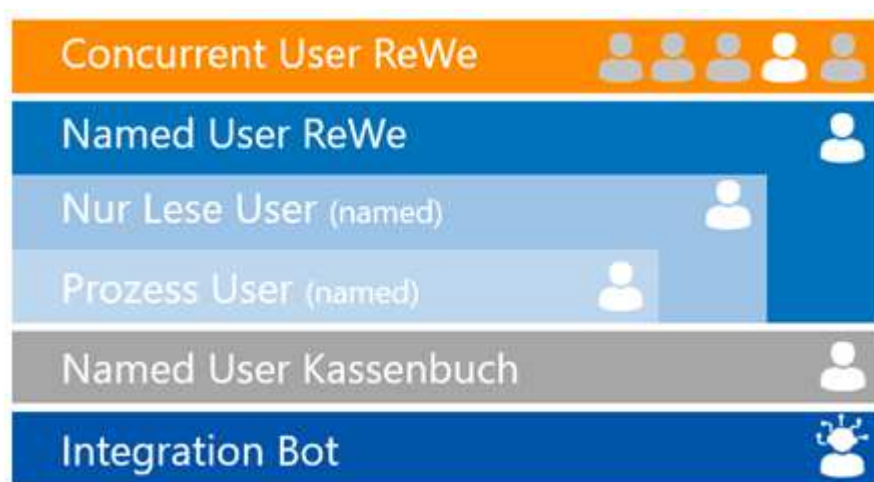 Concurrent User ReWe
Named User ReWe
Nur Lese User (named)
Prozess User (named)
Named User Kassenbuch
Integration Bot